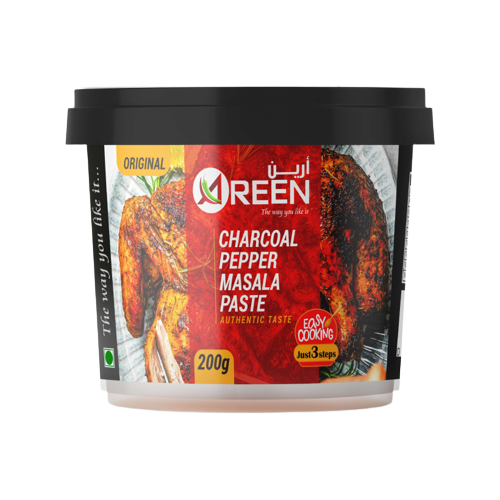 The way you like it...
ORIGINAL
أرين
AREEN
The way you like it
CHARCOAL
PEPPER
MASALA
PASTE
AUTHENTIC TASTE
EASY
COOKING
Just 3 steps
200g